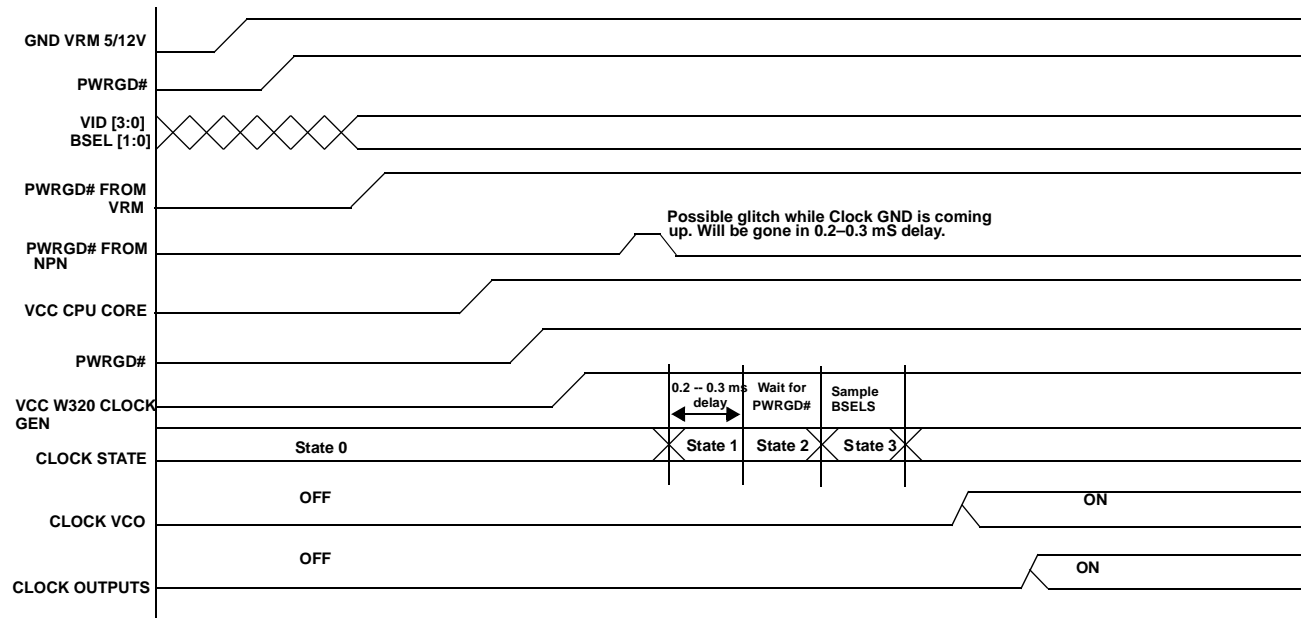 GND VRM 5/12V
PWRGD#
VID [3:0]
BSEL [1:0]
PWRGD# FROM
VRM
Possible glitch while Clock GND is coming
up. Will be gone in 0.2–0.3 mS delay.
PWRGD# FROM
NPN
VCC CPU CORE
PWRGD#
0.2 -- 0.3 ms
delay
Wait for
PWRGD#
Sample
BSELS
VCC W320 CLOCK
GEN
CLOCK STATE
State 0
State 1
State 2
State 3
OFF
ON
CLOCK VCO
OFF
ON
CLOCK OUTPUTS